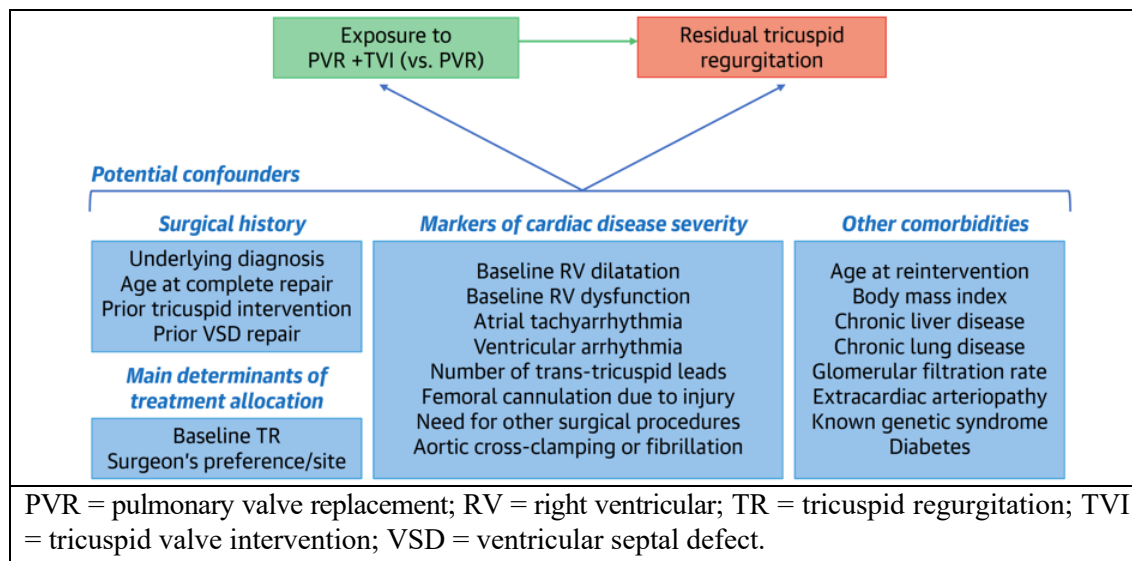 Exposure to
PVR +TVI (vs. PVR)
Residual tricuspid
regurgitation
Potential confounders
Surgical history
Underlying diagnosis
Age at complete repair
Prior tricuspid intervention
Prior VSD repair
Main determinants of
treatment allocation
Baseline TR
Surgeon's preference/site
Markers of cardiac disease severity
Baseline RV dilatation
Baseline RV dysfunction
Atrial tachyarrhythmia
Ventricular arrhythmia
Number of trans-tricuspid leads
Femoral cannulation due to injury
Need for other surgical procedures
Aortic cross-clamping or fibrillation
Other comorbidities
Age at reintervention
Body mass index
Chronic liver disease
Chronic lung disease
Glomerular filtration rate
Extracardiac arteriopathy
Known genetic syndrome
Diabetes
PVR = pulmonary valve replacement; RV = right ventricular; TR = tricuspid regurgitation; TVI
= tricuspid valve intervention; VSD = ventricular septal defect.